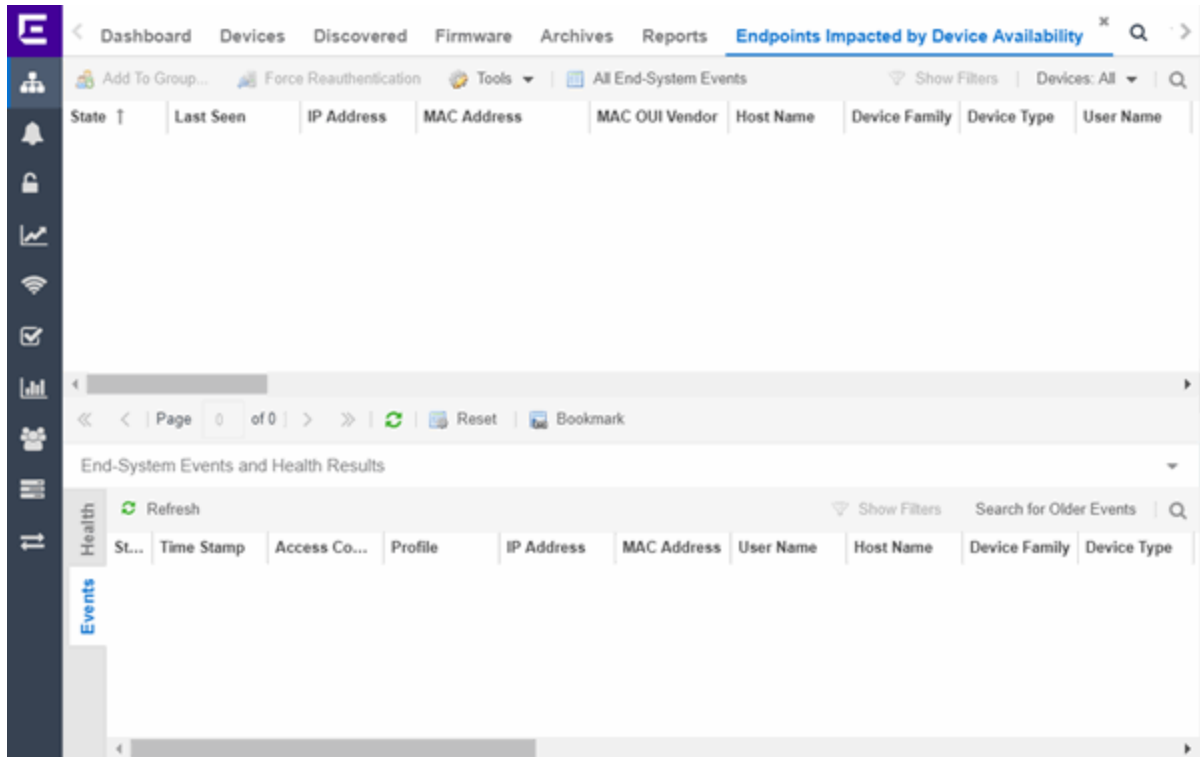 Dashboard Devices Discovered Firmware Archives Reports Endpoints Impacted by Device Availability
Add To Group... Force Reauthentication Tools All End-System Events Show Filters Devices: All
State ↑ Last Seen IP Address MAC Address MAC OUI Vendor Host Name Device Family Device Type User Name
Page 0 of 0 Reset Bookmark
End-System Events and Health Results
Health
Events
Refresh Show Filters Search for Older Events
St... Time Stamp Access Co... Profile IP Address MAC Address User Name Host Name Device Family Device Type